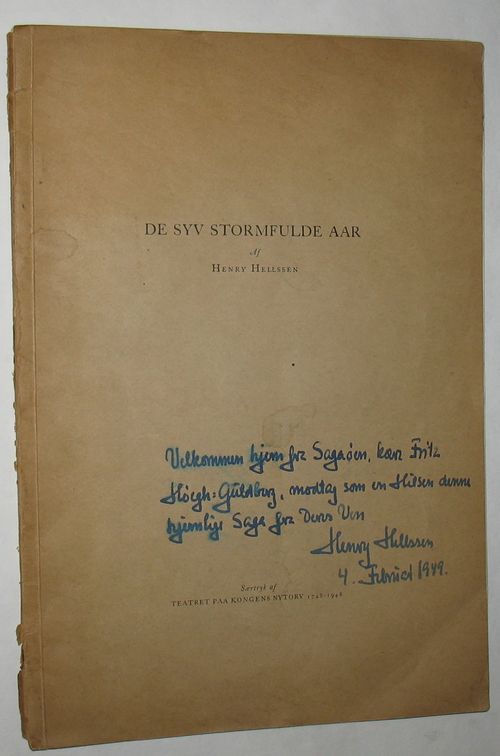 DE SYV STORMFULDE AAR
Af
HENRY HELLSSEN
Velkommen hjem fra Sagaøen, kære Fritz
Høegh=Guldberg, modtag som en Hilsen denne
hjemlige Saga fra Deres Ven
Henry Hellssen
4. Februar 1949.
Særtryk af
TEATRET PAA KONGENS NYTORV 1748-1948